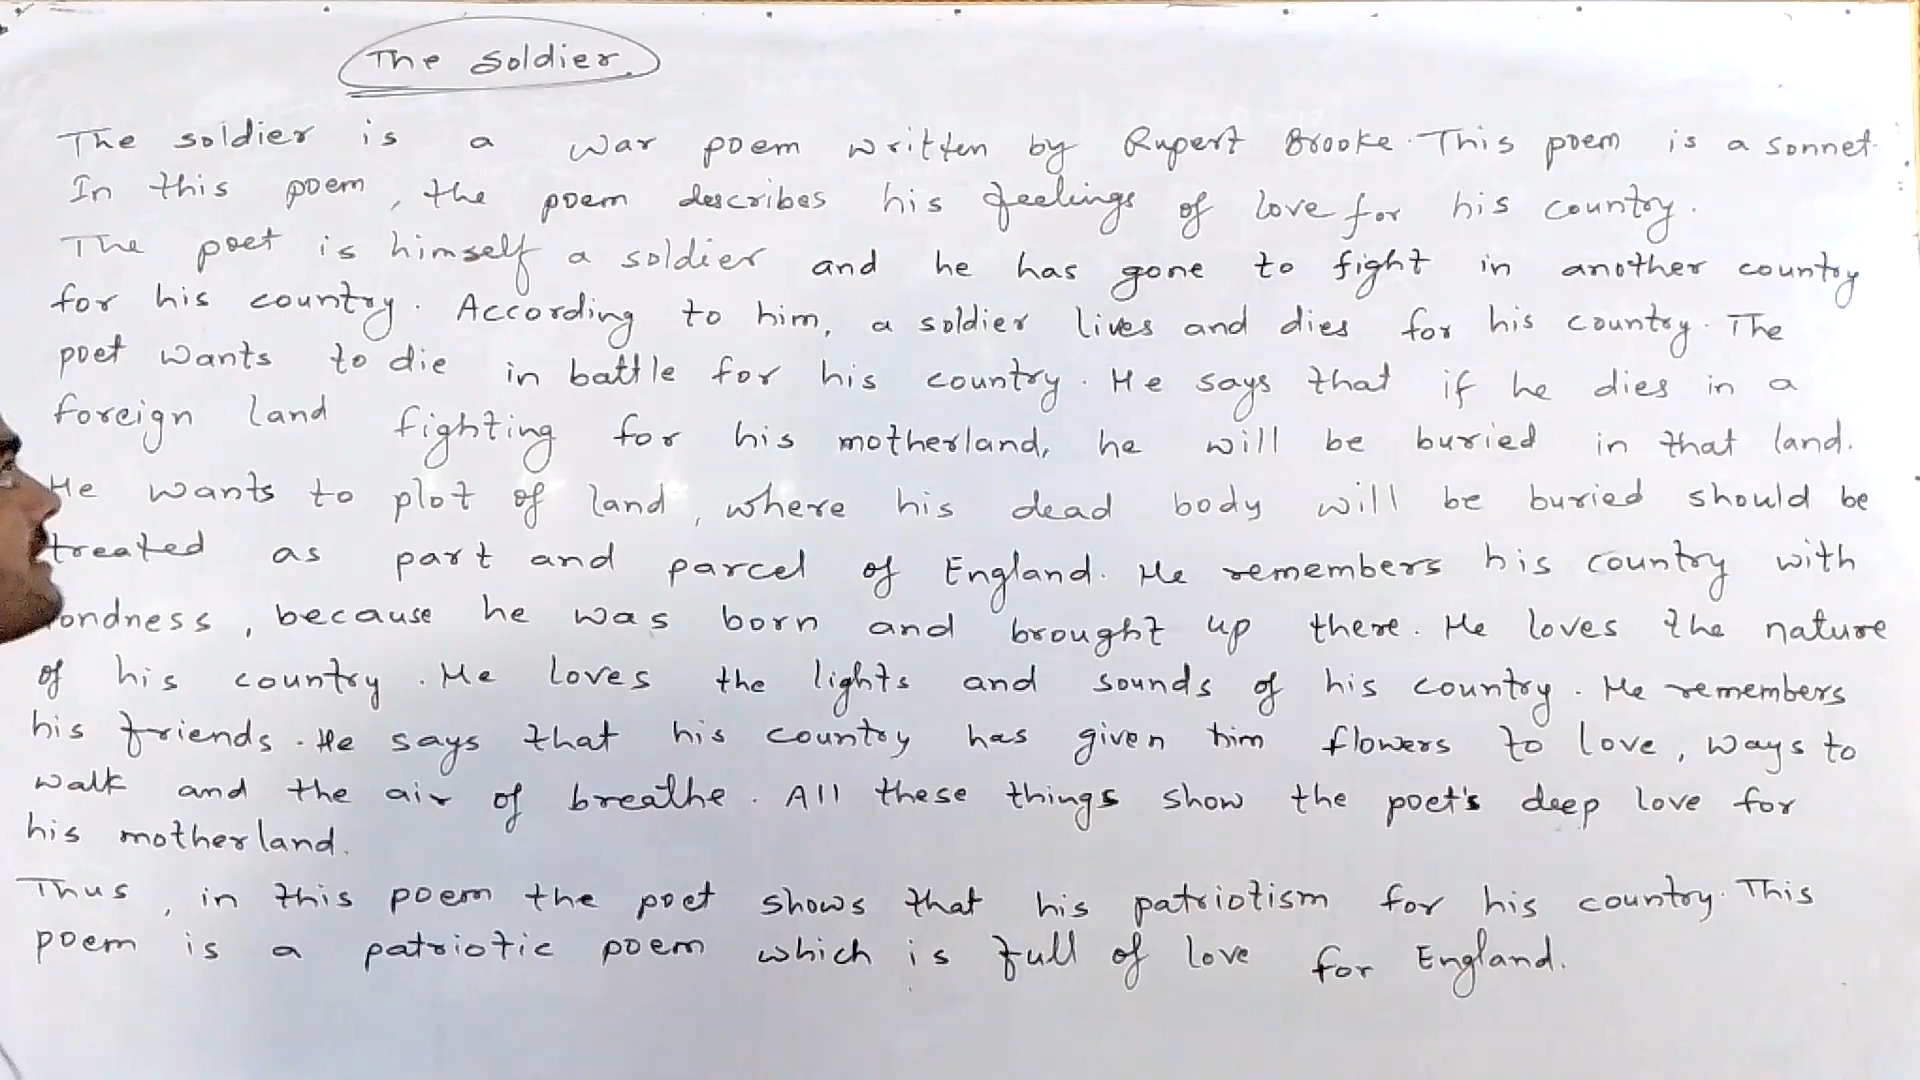 The Soldier.
The soldier is a war poem written by Rupert Brooke. This poem is a sonnet.
In this poem, the poem describes his feelings of love for his country.
The poet is himself a soldier and he has gone to fight in another country
for his country. According to him, a soldier lives and dies for his country. The
poet wants to die in battle for his country. He says that if he dies in a
foreign land fighting for his motherland, he will be buried in that land.
He wants to plot of land, where his dead body will be buried should be
treated as part and parcel of England. He remembers his country with
ondness, because he was born and brought up there. He loves the nature
of his country. He loves the lights and sounds of his country. He remembers
his friends. He says that his country has given him flowers to love, ways to
walk and the air of breathe. All these things show the poet's deep love for
his motherland.
Thus, in this poem the poet shows that his patriotism for his country. This
poem is a patriotic poem which is full of love for England.